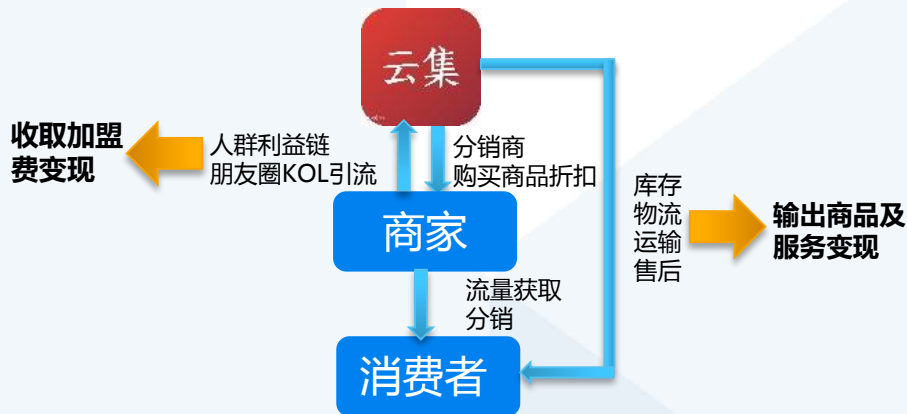 云集
收取加盟
费变现
人群利益链
朋友圈KOL引流
分销商
购买商品折扣
库存
物流
运输
售后
输出商品及
服务变现
商家
流量获取
分销
消费者